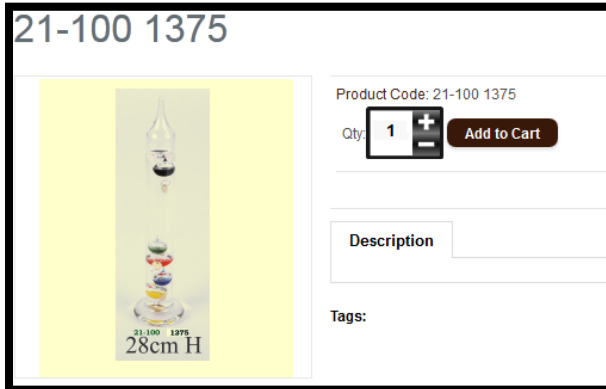 21-100 1375
21-100 1375
28cm H
Product Code: 21-100 1375
Qty: 1 + − Add to Cart
Description
Tags: